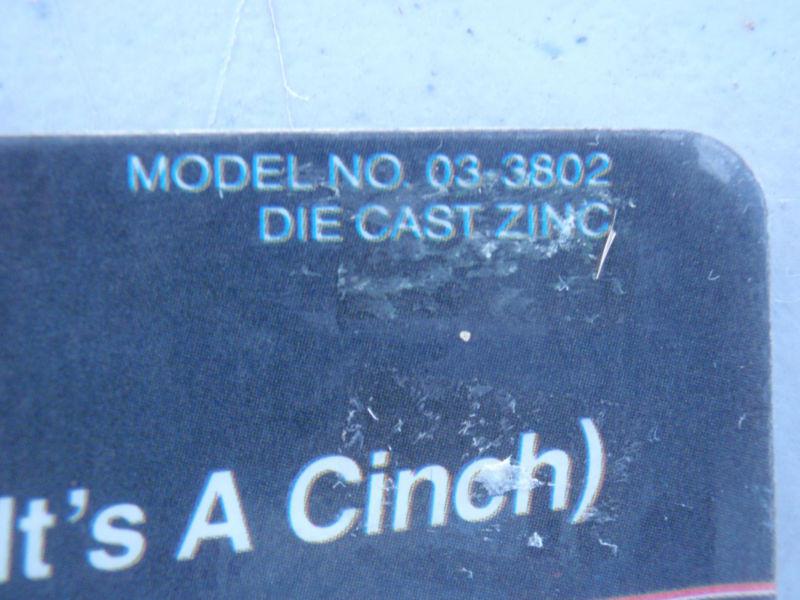 MODEL NO. 03-3802
DIE CAST ZINC
It's A Cinch)